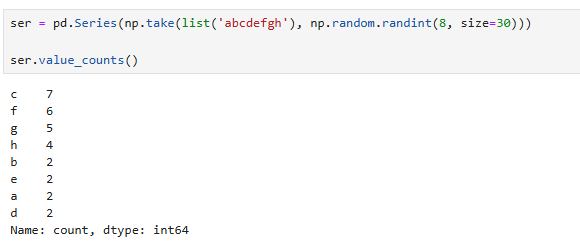 ser = pd.Series(np.take(list('abcdefgh'), np.random.randint(8, size=30)))
ser.value_counts()
c    7
f    6
g    5
h    4
b    2
e    2
a    2
d    2
Name: count, dtype: int64